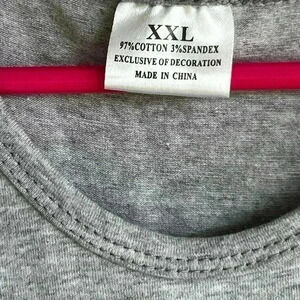 XXL
97%COTTON 3%SPANDEX
EXCLUSIVE OF DECORATION
MADE IN CHINA